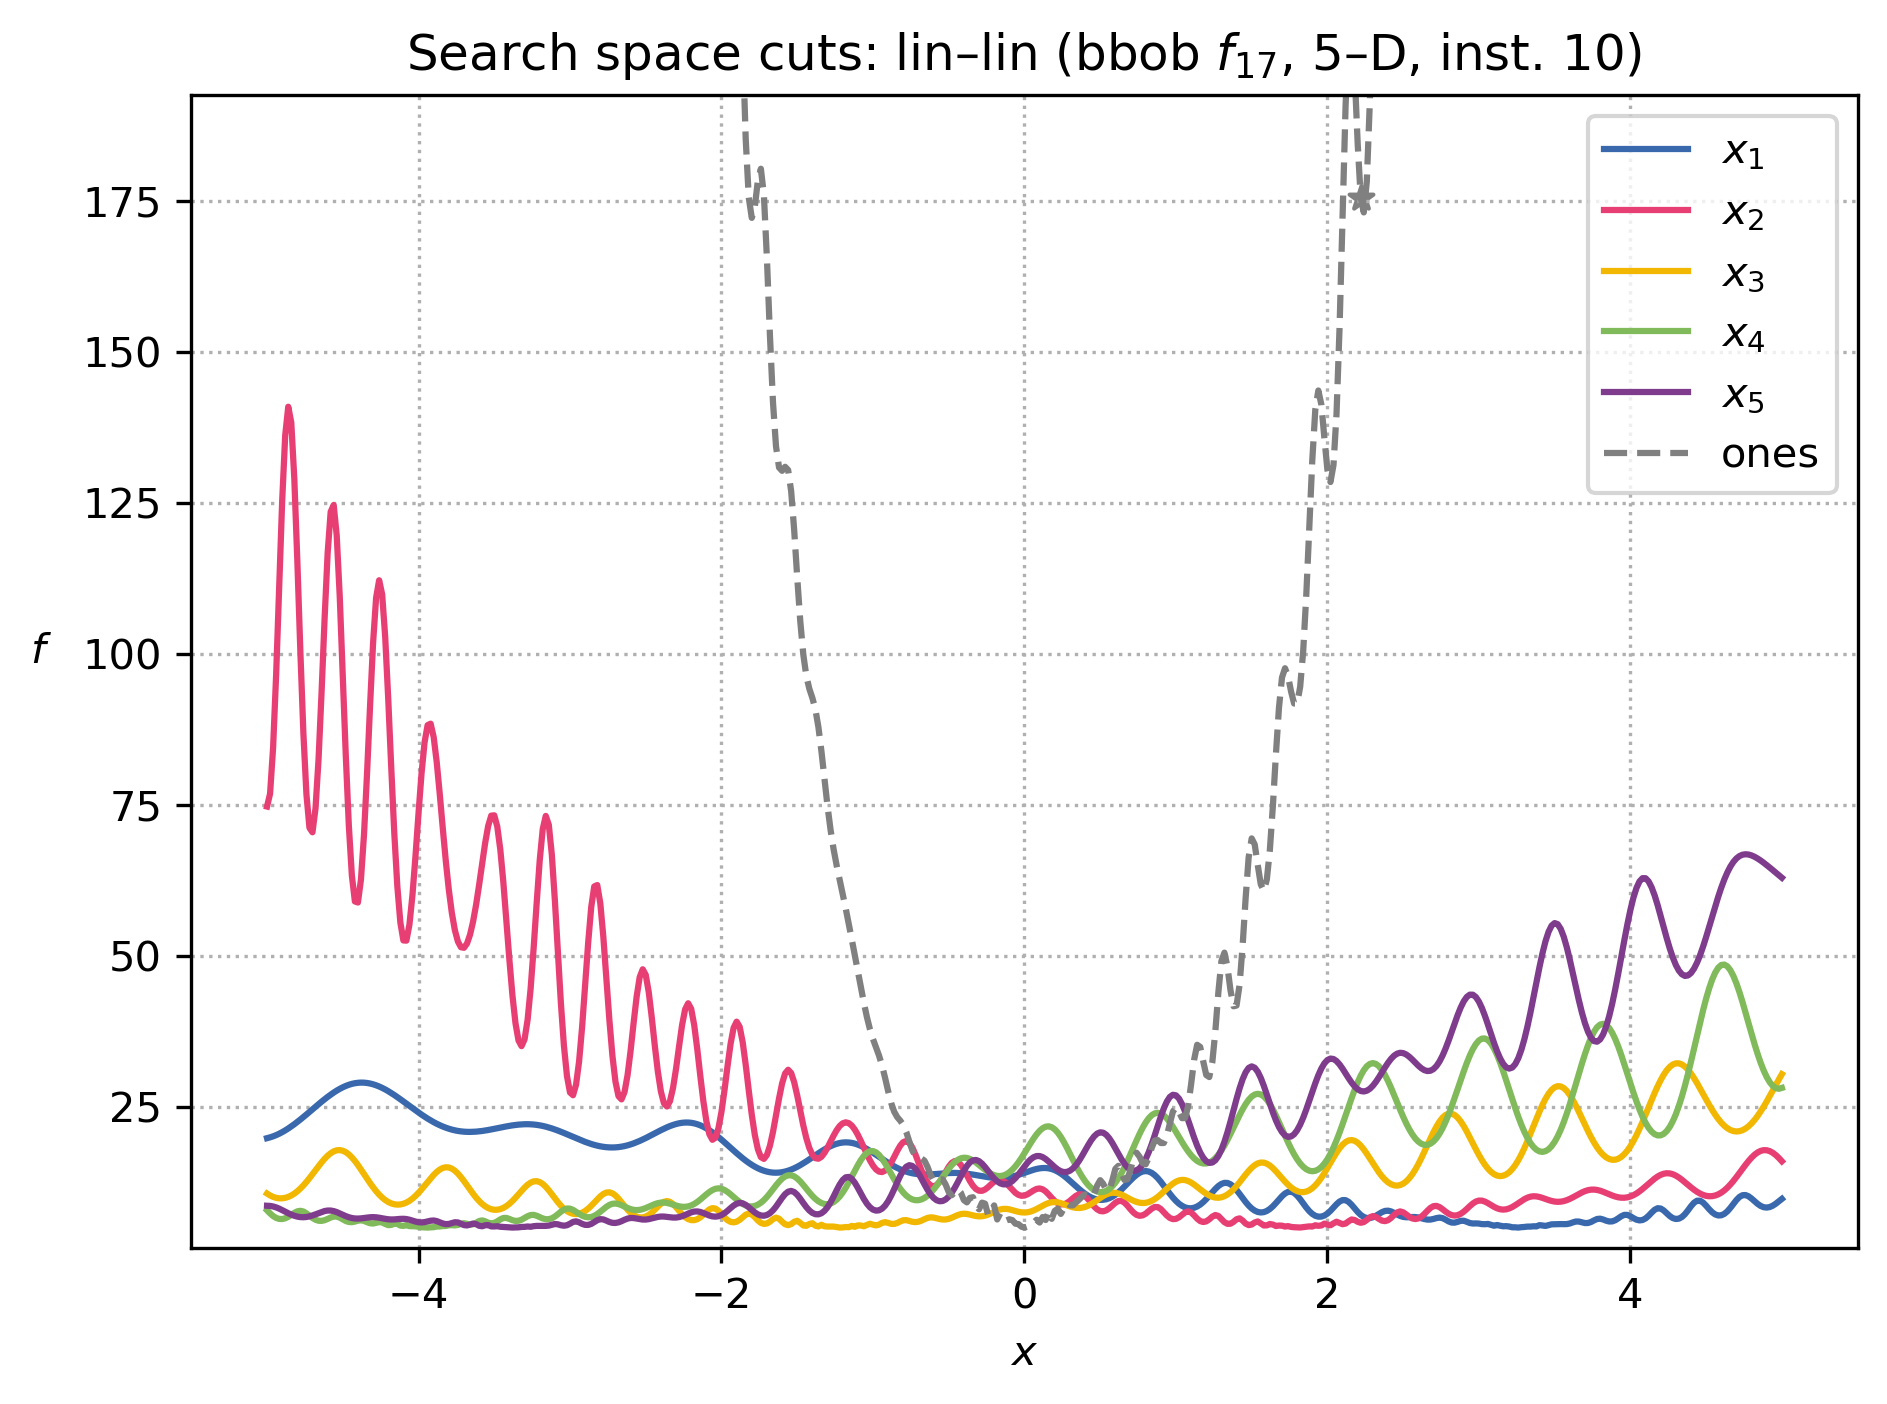 Search space cuts: lin–lin (bbob f₁₇, 5–D, inst. 10)
175
150
125
100
75
50
25
f
x₁
x₂
x₃
x₄
x₅
ones
−4 −2 0 2 4
x